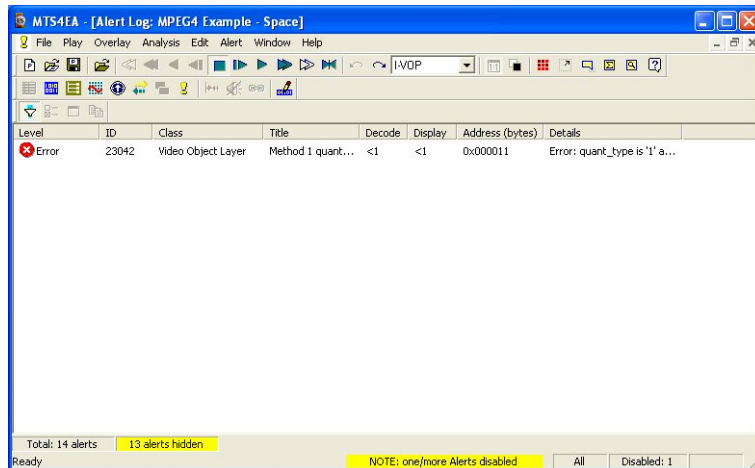 MTS4EA - [Alert Log: MPEG4 Example - Space]
File Play Overlay Analysis Edit Alert Window Help
I-VOP
Level ID Class Title Decode Display Address (bytes) Details
Error 23042 Video Object Layer Method 1 quant... <1 <1 0x000011 Error: quant_type is '1' a...
Total: 14 alerts 13 alerts hidden
Ready NOTE: one/more Alerts disabled All Disabled: 1